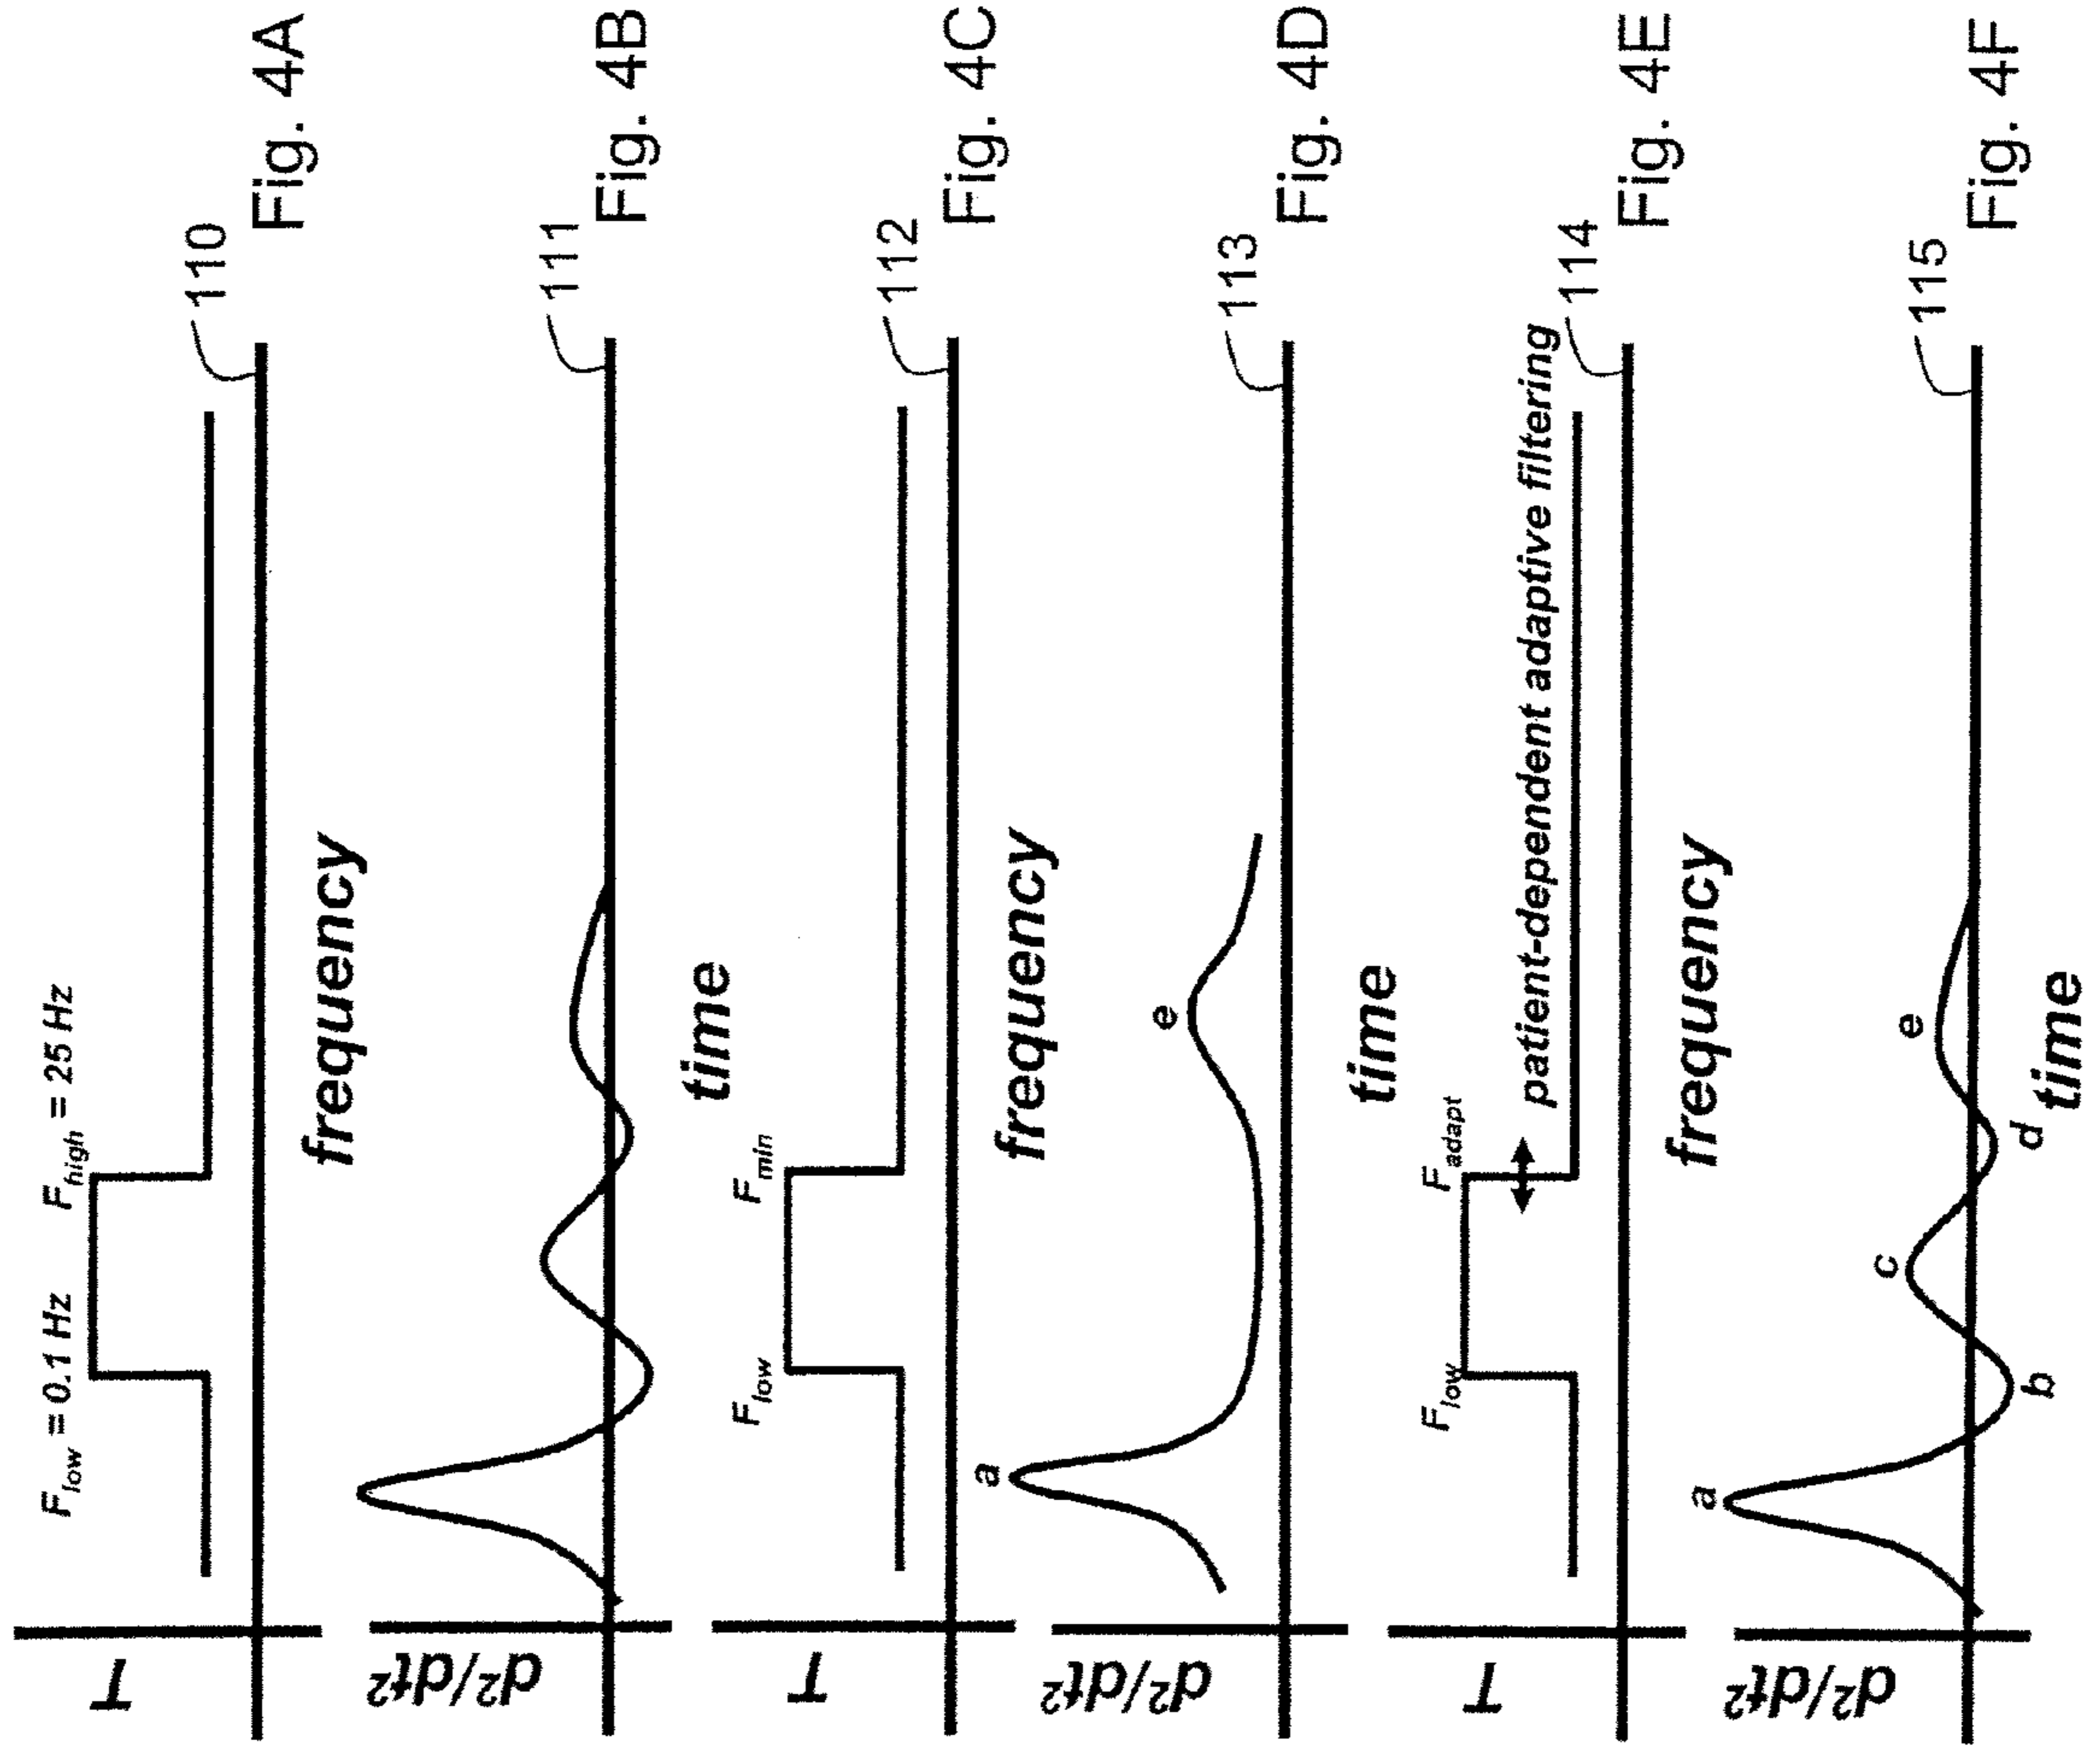 F_low = 0.1 Hz F_high = 25 Hz
T
110
frequency
Fig. 4A
d²/dt²
111
time
Fig. 4B
F_low F_min
T
112
frequency
Fig. 4C
a e
d²/dt²
113
time
Fig. 4D
F_low F_adapt
patient-dependent adaptive filtering
T
114
frequency
Fig. 4E
a c e
d²/dt²
115
b d
time
Fig. 4F